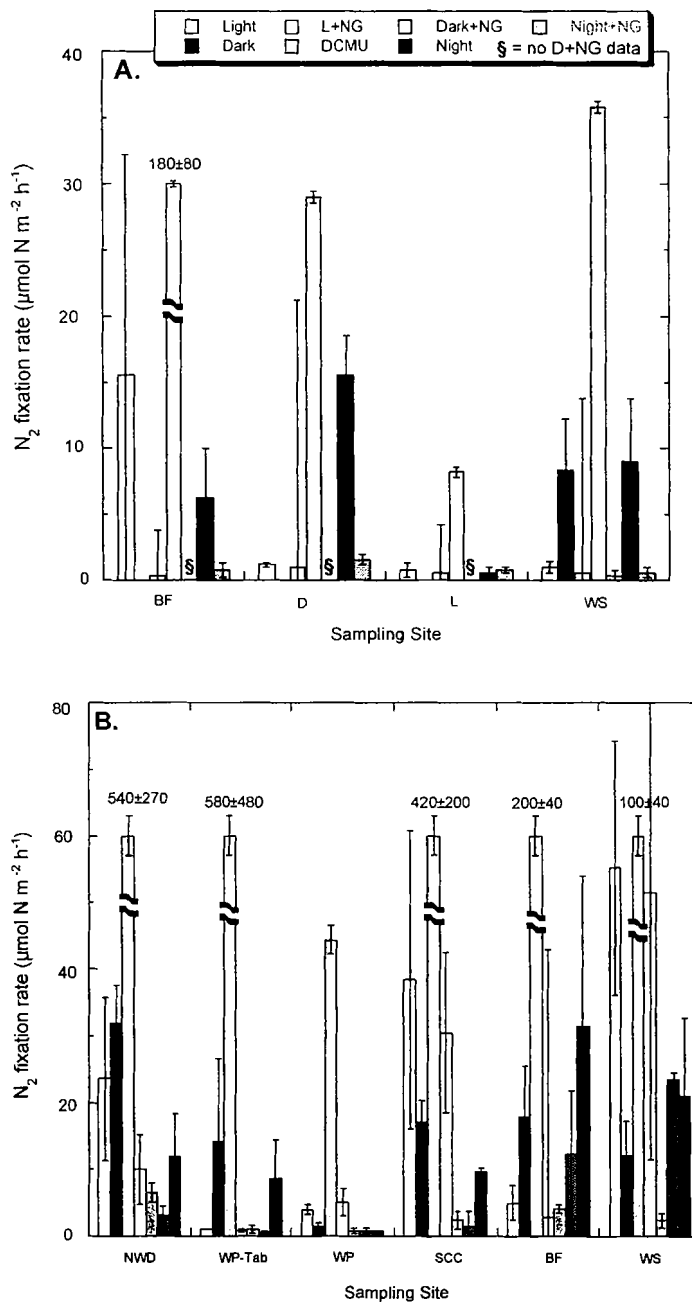 Light L+NG Dark+NG Night+NG
Dark DCMU Night § = no D+NG data
A.
40
30
20
10
0
N₂ fixation rate (µmol N m⁻² h⁻¹)
180±80
§ § §
BF D L WS
Sampling Site
B.
80
60
40
20
0
N₂ fixation rate (µmol N m⁻² h⁻¹)
540±270 580±480 420±200 200±40 100±40
NWD WP-Tab WP SCC BF WS
Sampling Site